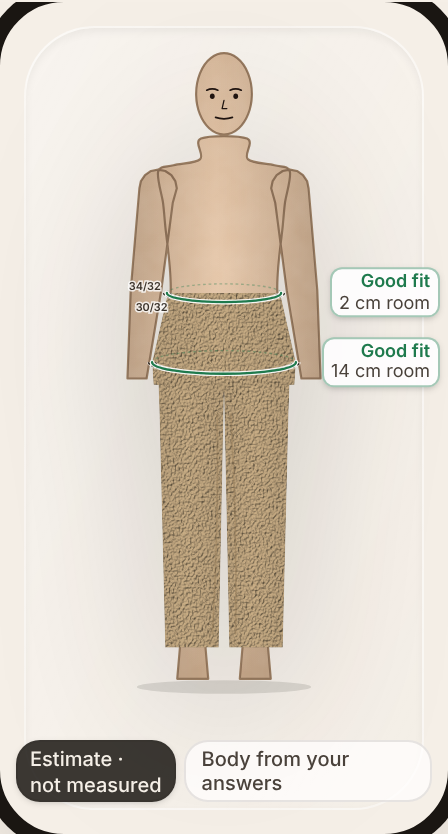 34/32
30/32
Good fit
2 cm room
Good fit
14 cm room
Estimate ·
not measured
Body from your
answers